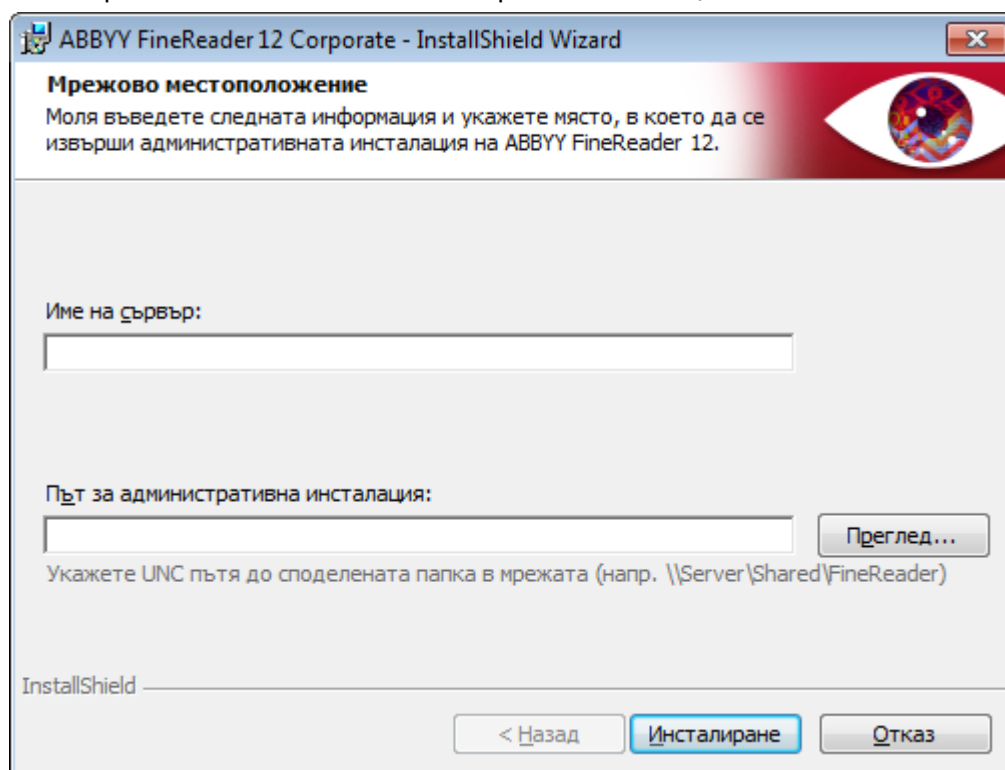 ABBYY FineReader 12 Corporate - InstallShield Wizard
Мрежово местоположение
Моля въведете следната информация и укажете място, в което да се
извърши административната инсталация на ABBYY FineReader 12.
Име на сървър:
Път за административна инсталация:
Преглед...
Укажете UNC пътя до споделената папка в мрежата (напр. \\Server\Shared\FineReader)
InstallShield
< Назад Инсталиране Отказ